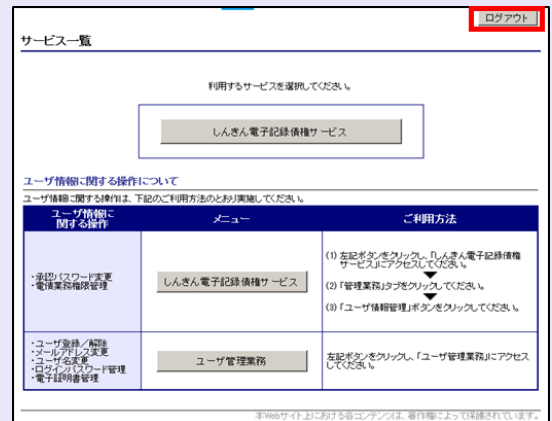 ログアウト
サービス一覧
利用するサービスを選択してください。
しんきん電子記録債権サービス
ユーザ情報に関する操作について
ユーザ情報に関する操作は、下記のご利用方法のとおり実施してください。
ユーザ情報に
関する操作
メニュー
ご利用方法
・承認パスワード変更
・電債業務権限管理
しんきん電子記録債権サービス
(1) 左記ボタンをクリックし、「しんきん電子記録債権
サービス」にアクセスしてください。
(2) 「管理業務」タブをクリックしてください。
(3) 「ユーザ情報管理」ボタンをクリックしてください。
・ユーザ登録／解除
・メールアドレス変更
・ユーザ名変更
・ログインパスワード管理
・電子証明書管理
ユーザ管理業務
左記ボタンをクリックし、「ユーザ管理業務」にアクセス
してください。
本Webサイト上における各コンテンツは、著作権によって保護されています。